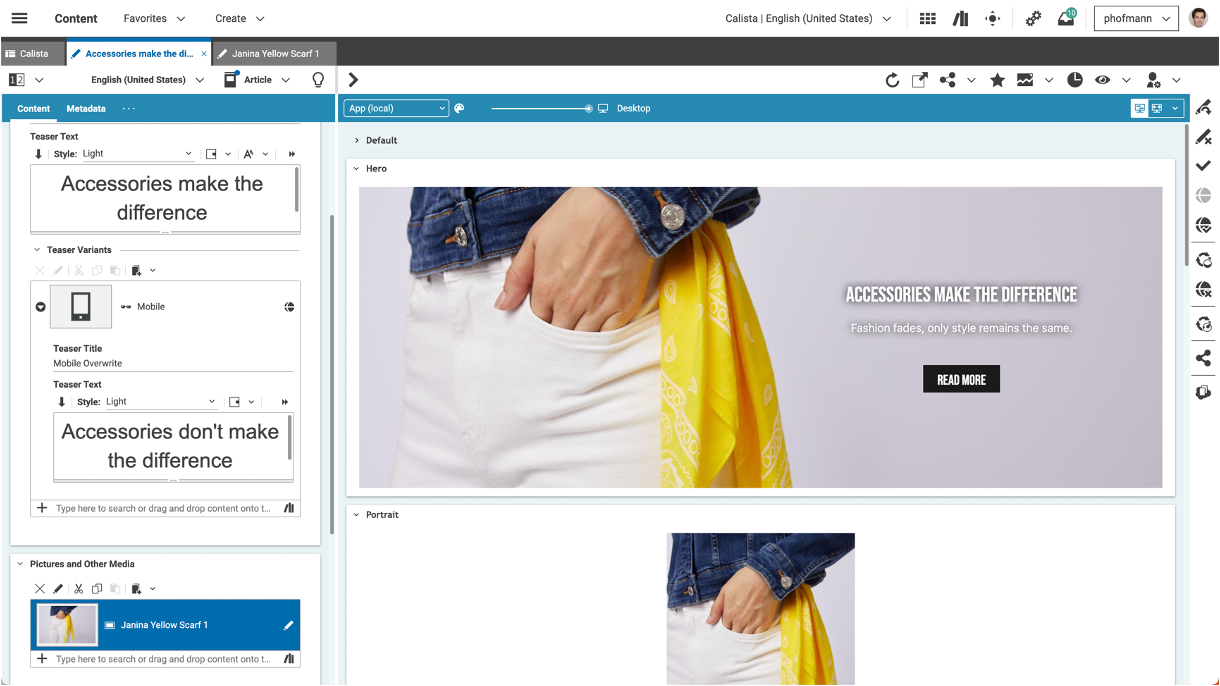 Content
Favorites
Create
Calista | English (United States)
10
phofmann
Calista
Accessories make the di...
Janina Yellow Scarf 1
1 2
English (United States)
Article
Content
Metadata
...
App (local)
Desktop
Teaser Text
Style: Light
Accessories make the
difference
Teaser Variants
Mobile
Teaser Title
Mobile Overwrite
Teaser Text
Style: Light
Accessories don't make
the difference
Type here to search or drag and drop content onto t...
Pictures and Other Media
Janina Yellow Scarf 1
Type here to search or drag and drop content onto t...
Default
Hero
ACCESSORIES MAKE THE DIFFERENCE
Fashion fades, only style remains the same.
READ MORE
Portrait